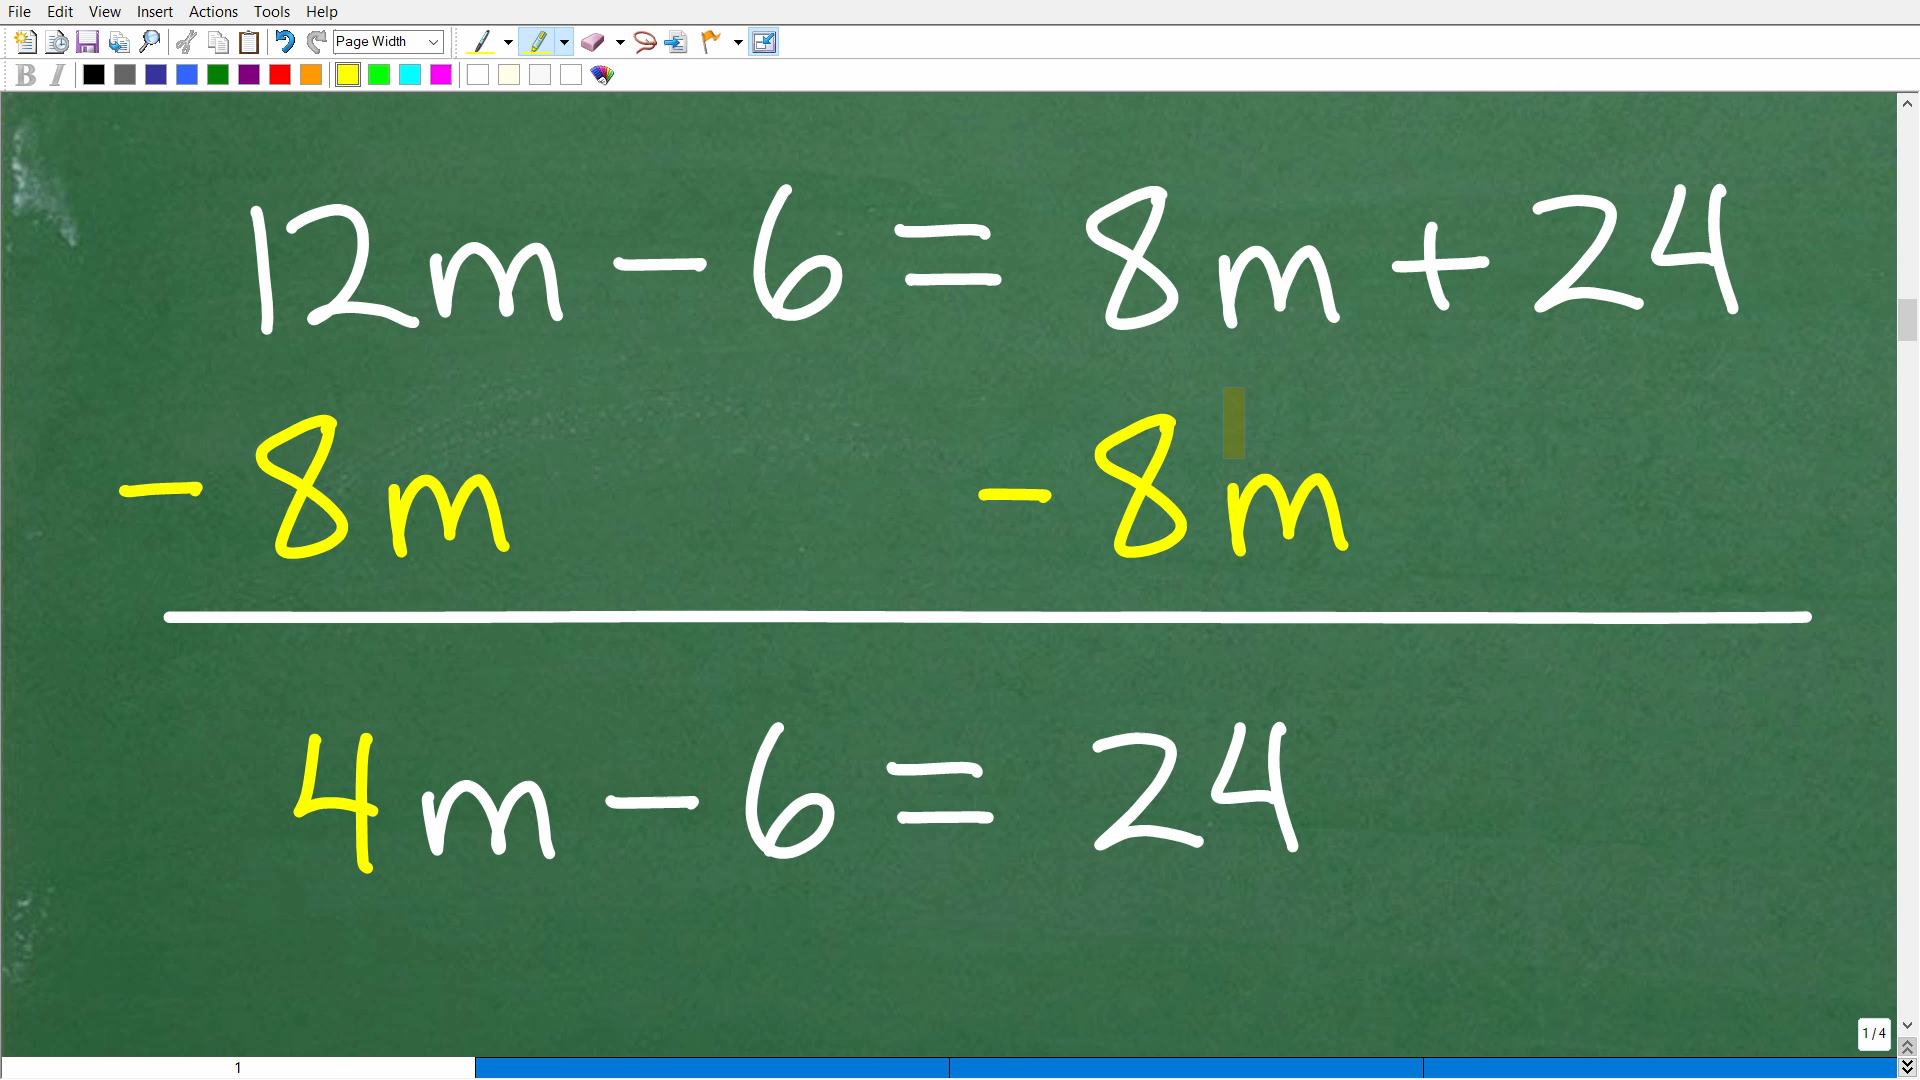 File Edit View Insert Actions Tools Help
Page Width
B I
12m - 6 = 8m + 24
- 8m - 8m
4m - 6 = 24
1 / 4
1